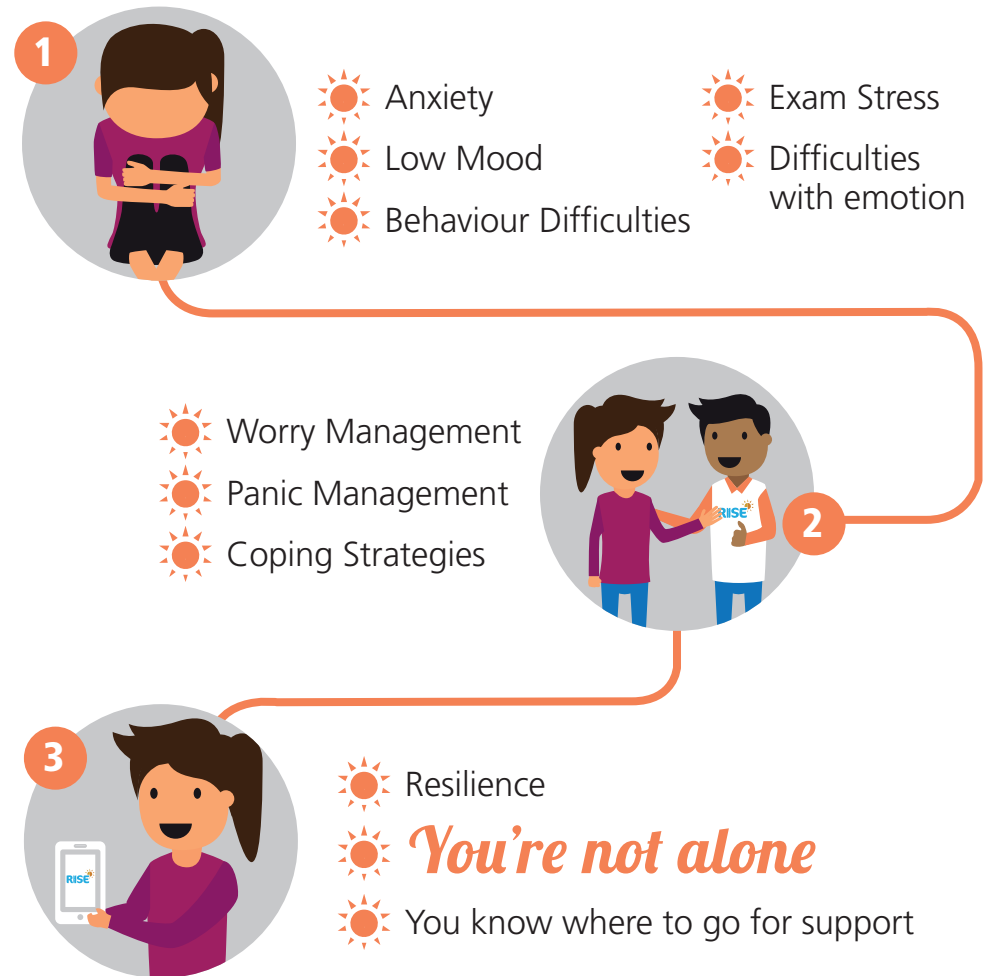 1
Anxiety
Low Mood
Behaviour Difficulties
Exam Stress
Difficulties
with emotion
Worry Management
Panic Management
Coping Strategies
RISE
2
3
RISE
Resilience
You're not alone
You know where to go for support